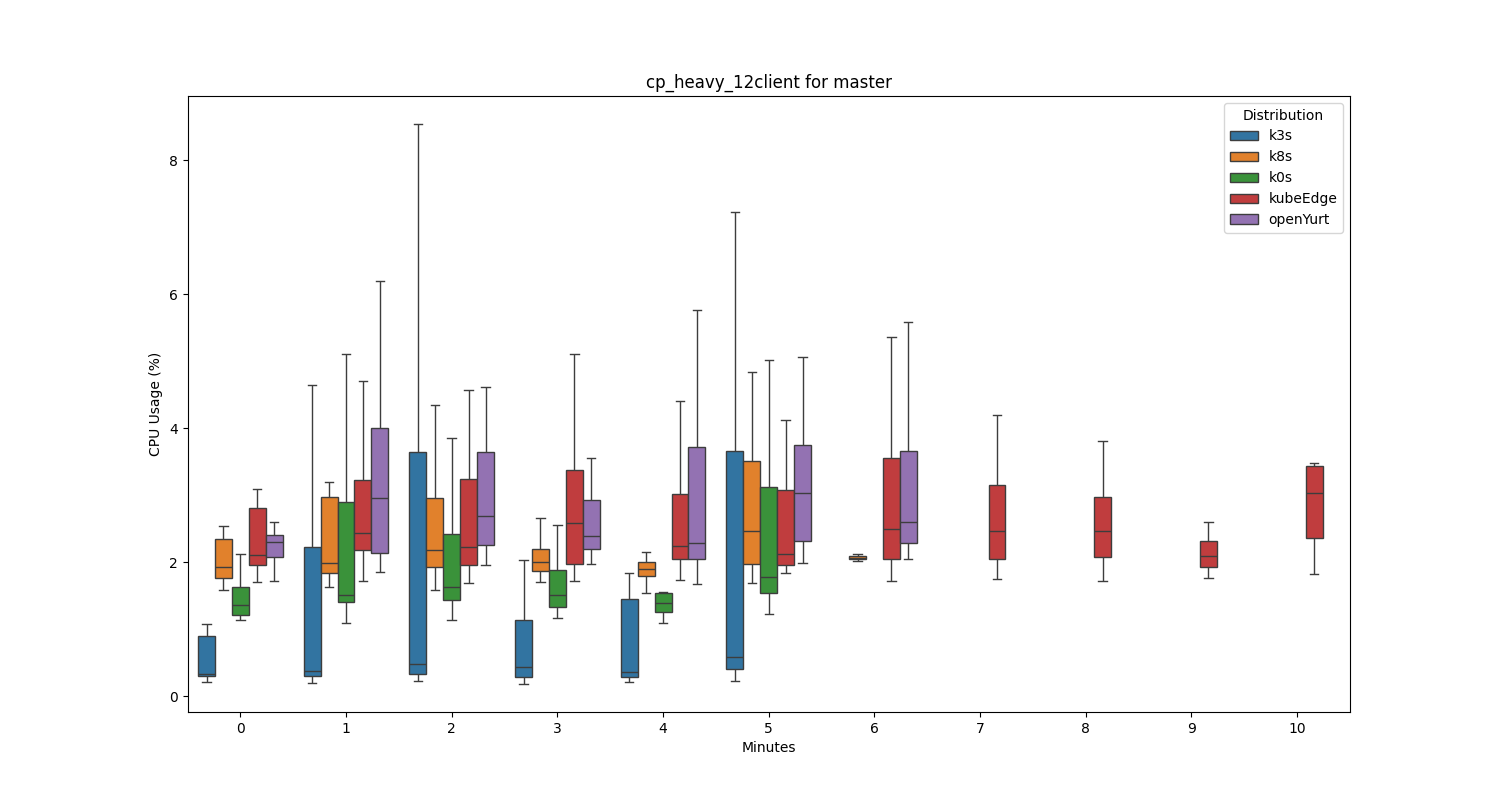 cp_heavy_12client for master
Distribution
k3s
k8s
k0s
kubeEdge
openYurt
CPU Usage (%)
8
6
4
2
0
0 1 2 3 4 5 6 7 8 9 10
Minutes